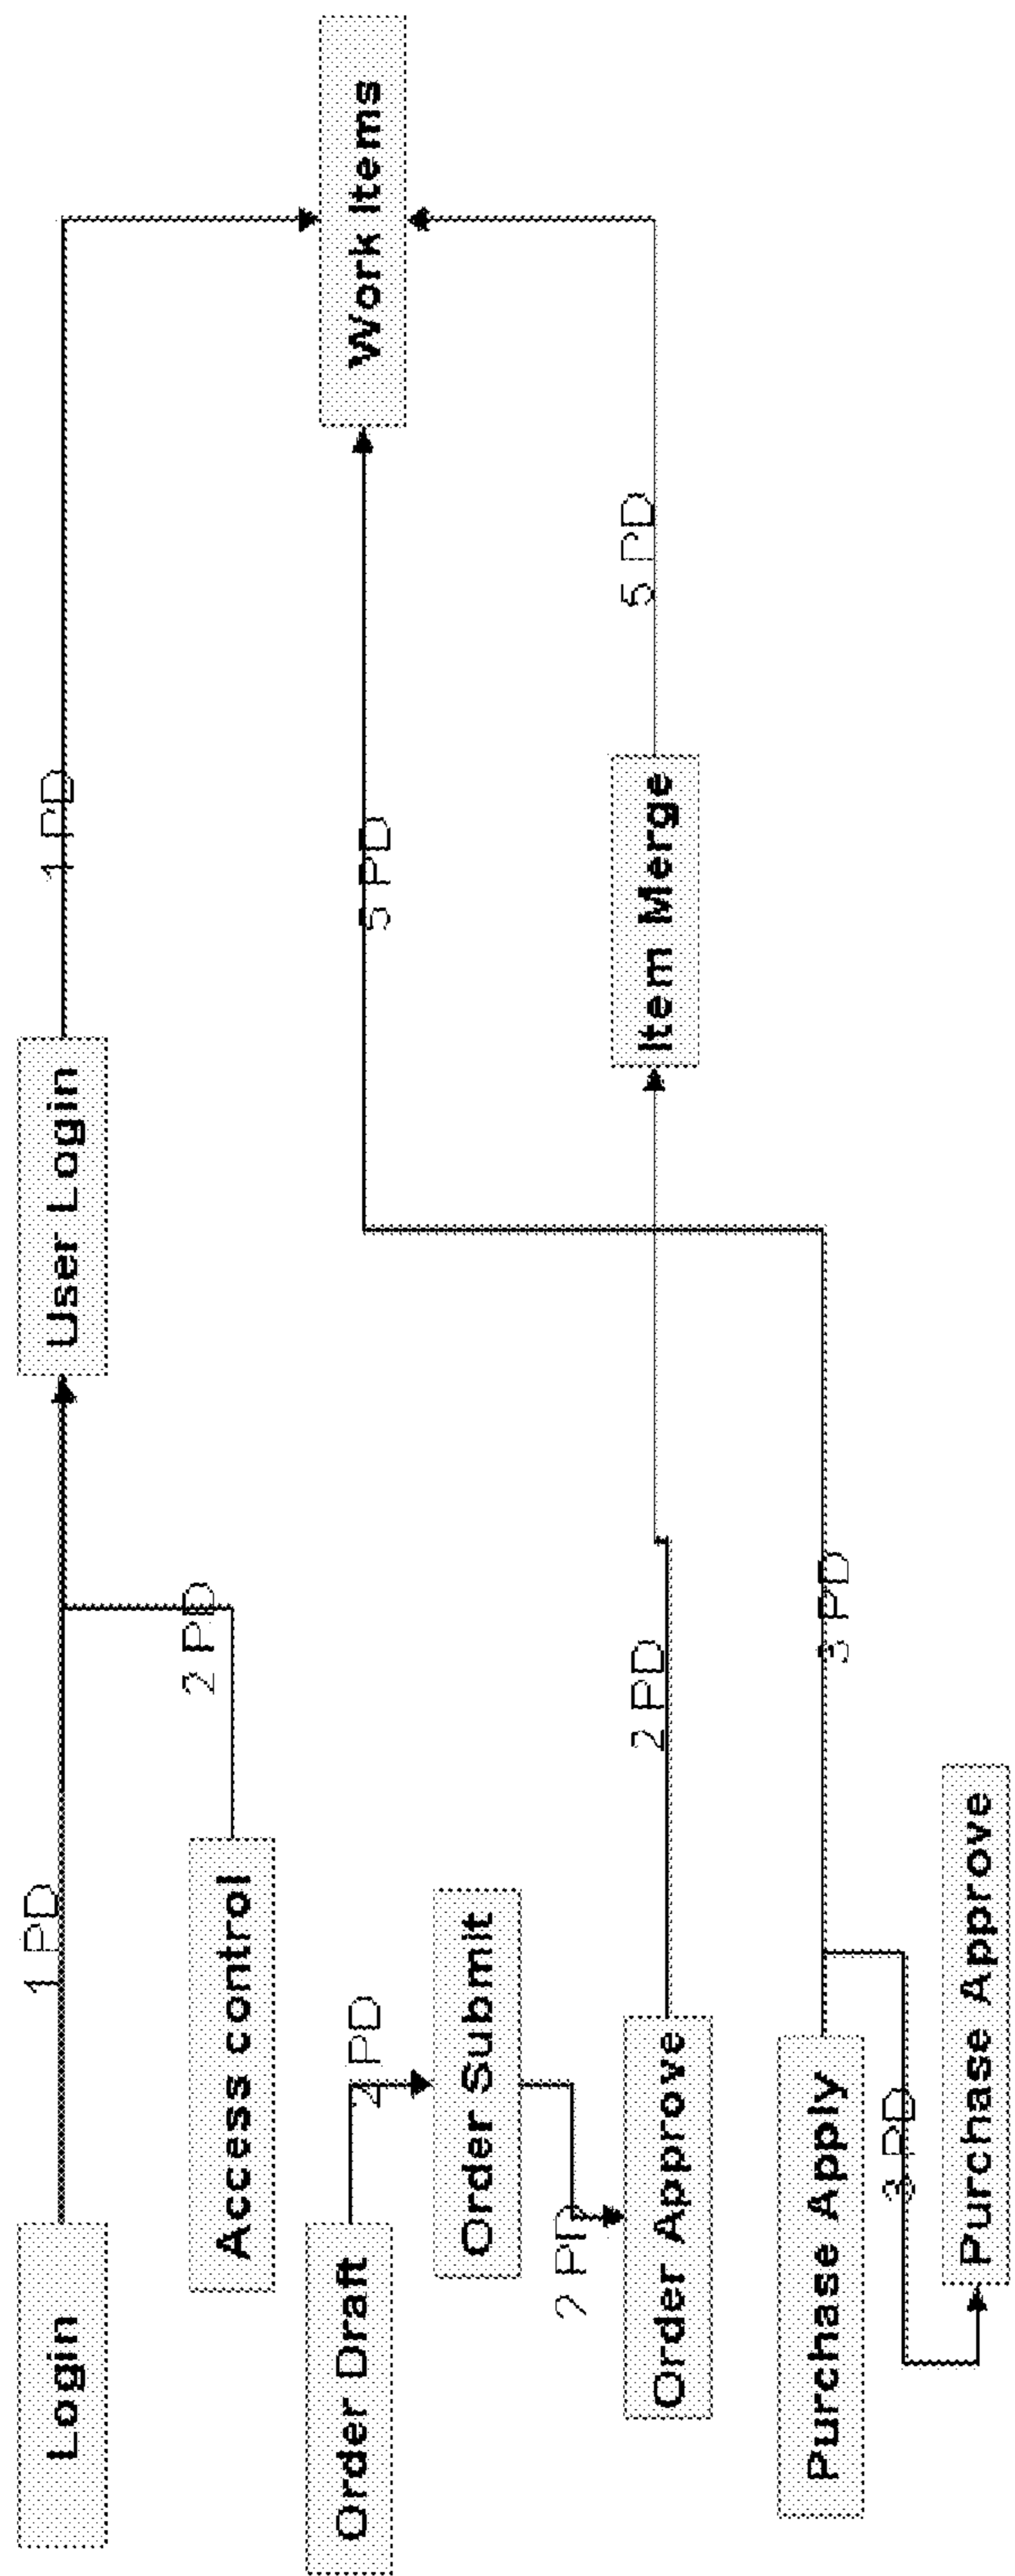 Login
1 PD
User Login
1 PD
Access control
2 PD
Order Draft
2 PD
5 PD
Work Items
Order Submit
2 PD
Order Approve
2 PD
Item Merge
5 PD
Purchase Apply
3 PD
3 PD
Purchase Approve